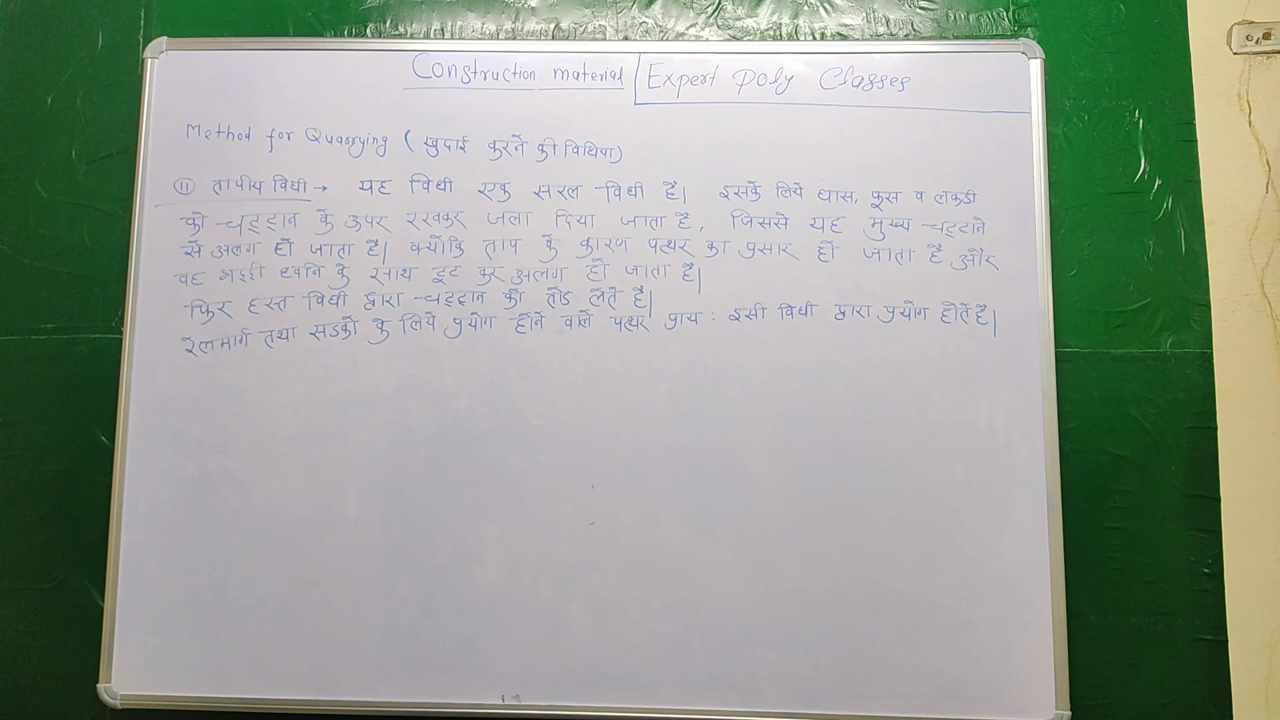 Construction material | Expert Poly Classes
Method for Quarrying ( खुदाई करने की विधिया)
(ii) तापीय विधी → यह विधी एक सरल विधी है। इसके लिये घास, फूस व लकडी
को चट्टान के ऊपर रखकर जला दिया जाता है, जिससे यह मुख्य चट्टाने
से अलग हो जाता है। क्योंकि ताप के कारण पत्थर का प्रसार हो जाता है और
वह भद्दी ध्वनि के साथ टूट कर अलग हो जाता है।
फिर हस्त विधी द्वारा चट्टान को तोड लेते है।
रेलमार्ग तथा सडको के लिये प्रयोग होने वाले पत्थर प्राय: इसी विधी द्वारा प्रयोग होर्ते है।